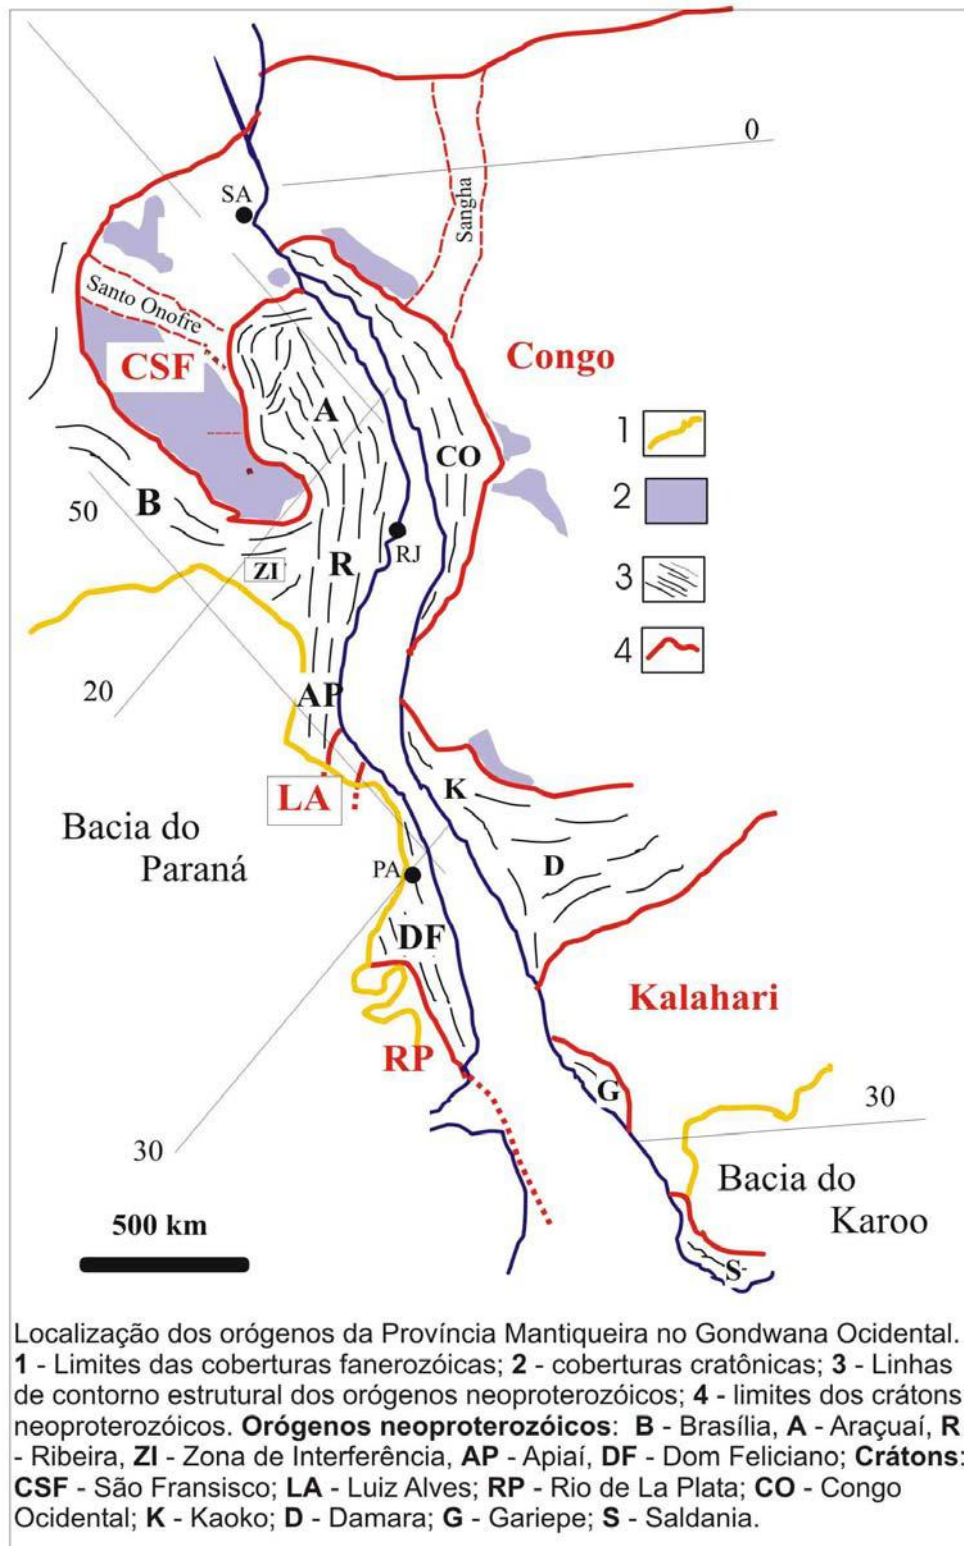 0
SA
Sangha
Santo Onofre
CSF
Congo
A
1
CO
2
B
50
RJ
ZI
R
3
4
20
AP
K
LA
Bacia do
Paraná
D
PA
DF
Kalahari
RP
G
30
30
Bacia do
Karoo
500 km
S
Localização dos orógenos da Província Mantiqueira no Gondwana Ocidental.
1 - Limites das coberturas fanerozóicas; 2 - coberturas cratônicas; 3 - Linhas
de contorno estrutural dos orógenos neoproterozóicos; 4 - limites dos crátons
neoproterozóicos. Orógenos neoproterozóicos: B - Brasília, A - Araçuaí, R
- Ribeira, ZI - Zona de Interferência, AP - Apiaí, DF - Dom Feliciano; Crátons:
CSF - São Fransisco; LA - Luiz Alves; RP - Rio de La Plata; CO - Congo
Ocidental; K - Kaoko; D - Damara; G - Gariepe; S - Saldania.